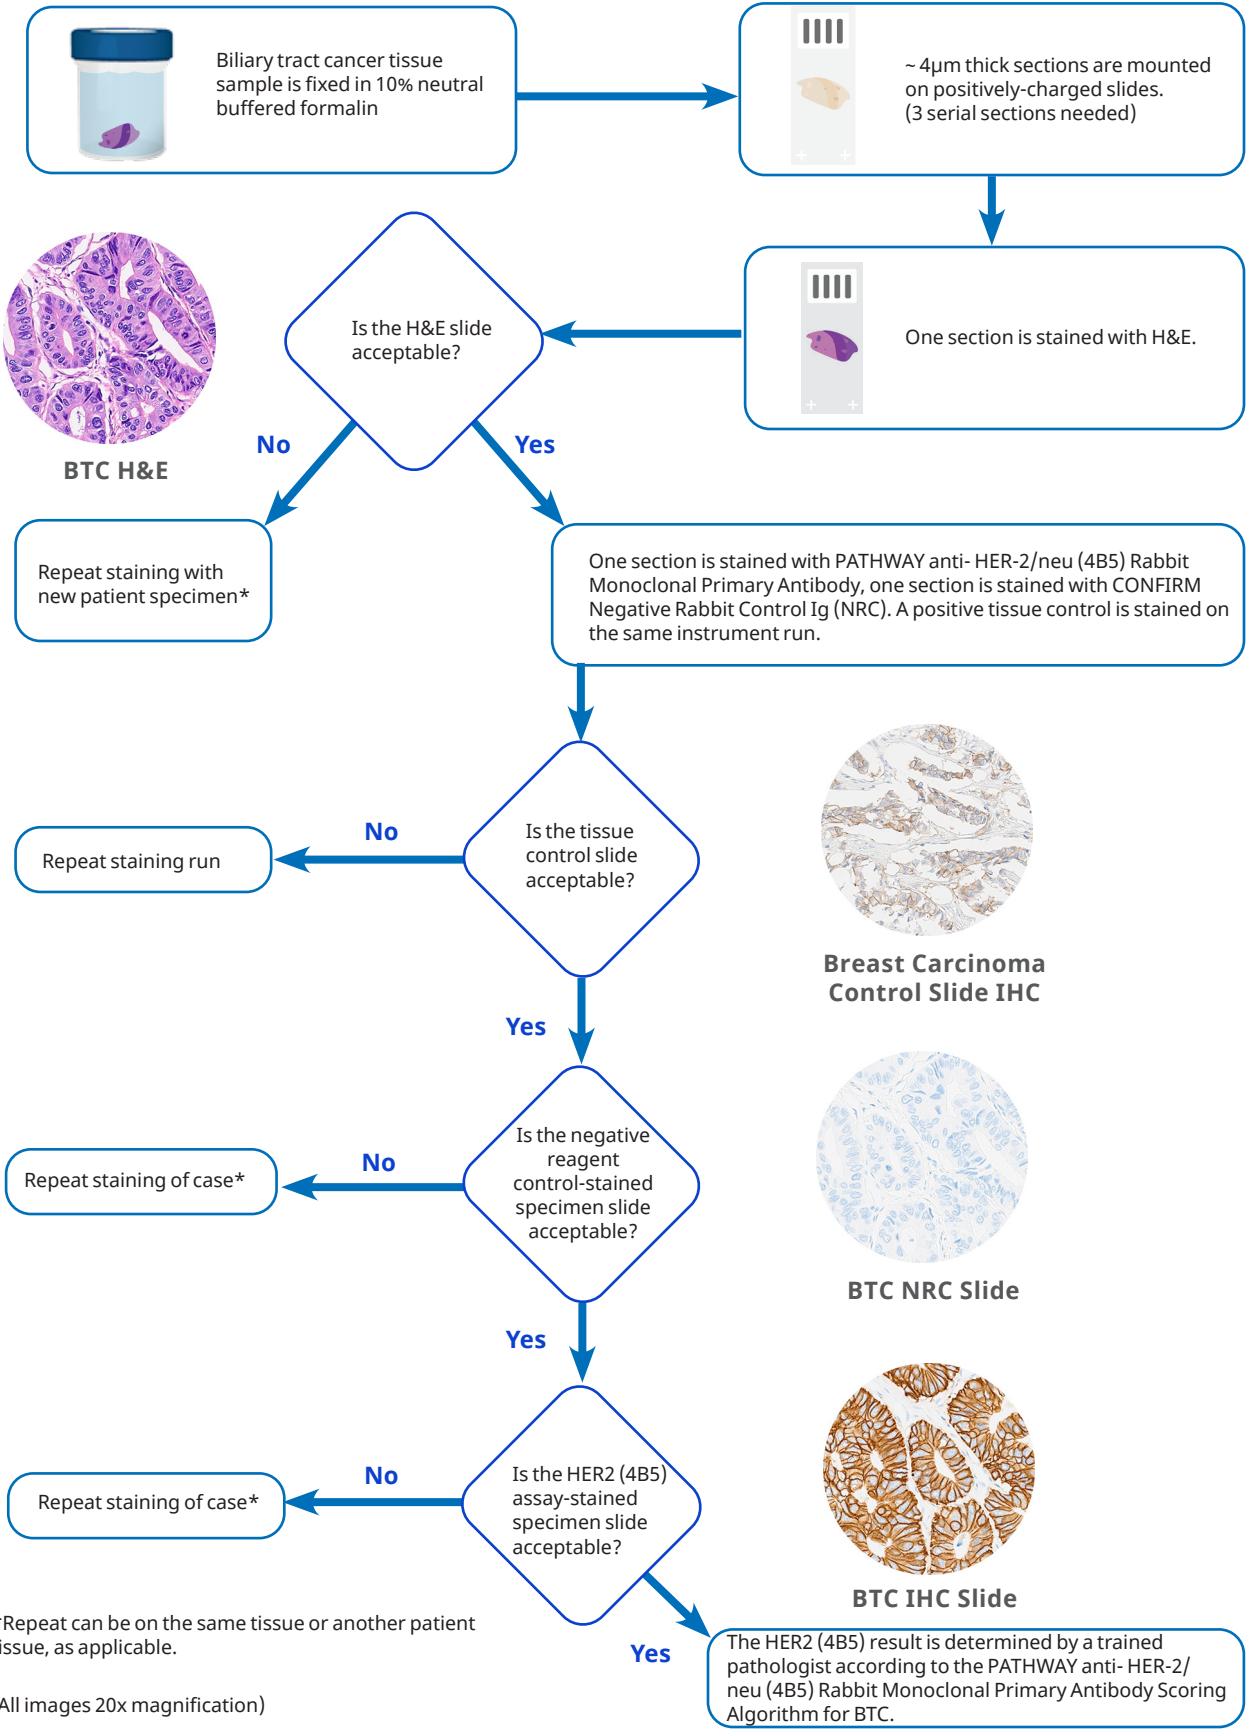 Biliary tract cancer tissue
sample is fixed in 10% neutral
buffered formalin
~ 4µm thick sections are mounted
on positively-charged slides.
(3 serial sections needed)
One section is stained with H&E.
Is the H&E slide
acceptable?
BTC H&E
No
Yes
Repeat staining with
new patient specimen*
One section is stained with PATHWAY anti- HER-2/neu (4B5) Rabbit
Monoclonal Primary Antibody, one section is stained with CONFIRM
Negative Rabbit Control Ig (NRC). A positive tissue control is stained on
the same instrument run.
Is the tissue
control slide
acceptable?
No
Repeat staining run
Breast Carcinoma
Control Slide IHC
Yes
Is the negative
reagent
control-stained
specimen slide
acceptable?
No
Repeat staining of case*
BTC NRC Slide
Yes
Is the HER2 (4B5)
assay-stained
specimen slide
acceptable?
No
Repeat staining of case*
BTC IHC Slide
Yes
The HER2 (4B5) result is determined by a trained
pathologist according to the PATHWAY anti- HER-2/
neu (4B5) Rabbit Monoclonal Primary Antibody Scoring
Algorithm for BTC.
*Repeat can be on the same tissue or another patient
tissue, as applicable.
All images 20x magnification)